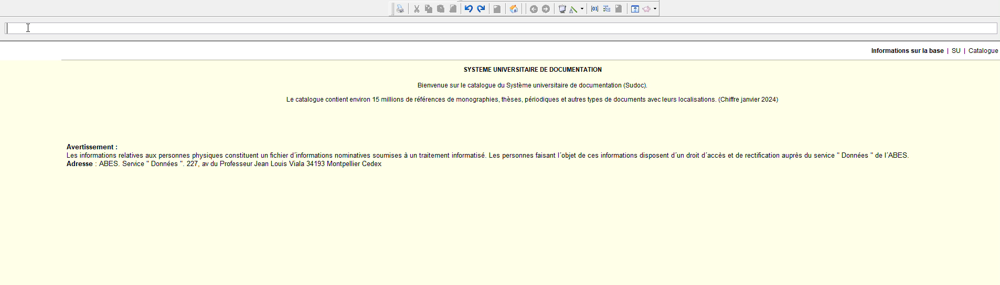 [01]
Informations sur la base | SU | Catalogue
SYSTEME UNIVERSITAIRE DE DOCUMENTATION
Bienvenue sur le catalogue du Système universitaire de documentation (Sudoc).
Le catalogue contient environ 15 millions de références de monographies, thèses, périodiques et autres types de documents avec leurs localisations. (Chiffre janvier 2024)
Avertissement :
Les informations relatives aux personnes physiques constituent un fichier d´informations nominatives soumises à un traitement informatisé. Les personnes faisant l´objet de ces informations disposent d´un droit d´accès et de rectification auprès du service " Données " de l´ABES.
Adresse : ABES. Service " Données ". 227, av du Professeur Jean Louis Viala 34193 Montpellier Cedex